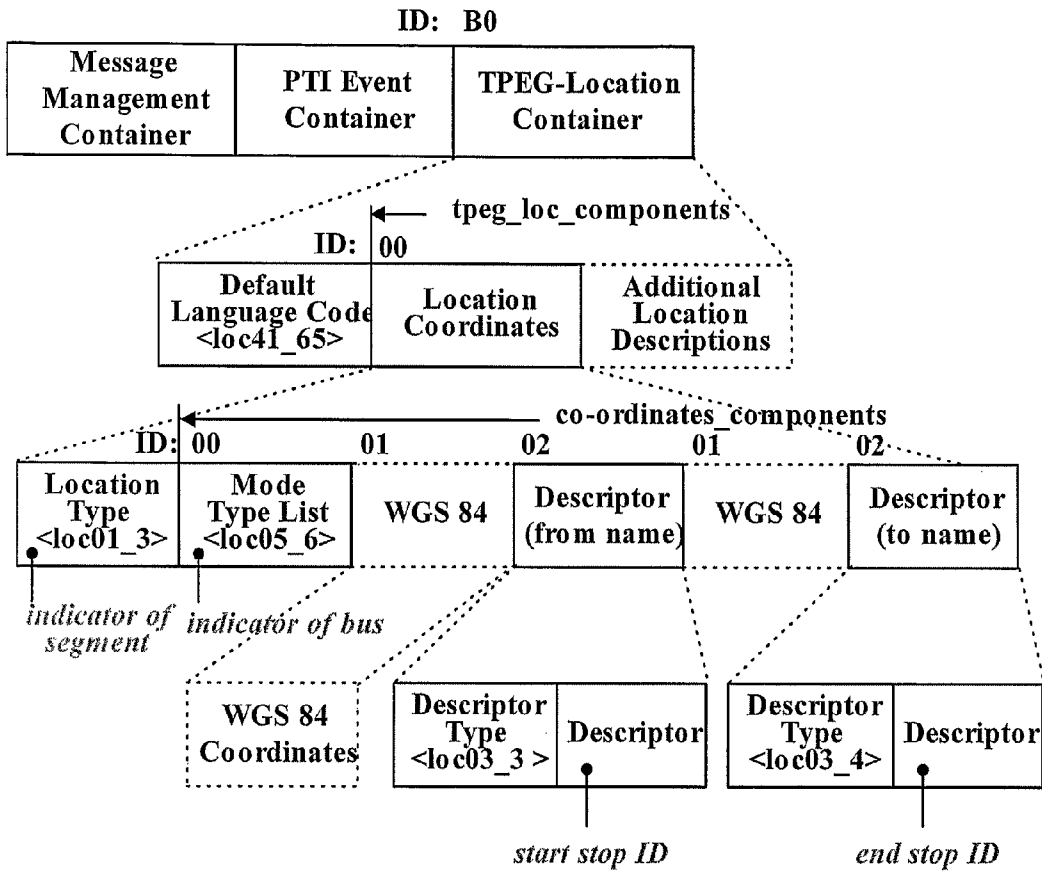 ID: B0
Message
Management
Container
PTI Event
Container
TPEG-Location
Container
tpeg_loc_components
ID: 00
Default
Language Code
<loc41_65>
Location
Coordinates
Additional
Location
Descriptions
co-ordinates_components
ID: 00 01 02 01 02
Location
Type
<loc01_3>
Mode
Type List
<loc05_6>
WGS 84
Descriptor
(from name)
WGS 84
Descriptor
(to name)
indicator of
segment
indicator of bus
WGS 84
Coordinates
Descriptor
Type
<loc03_3 >
Descriptor
Descriptor
Type
<loc03_4>
Descriptor
start stop ID
end stop ID